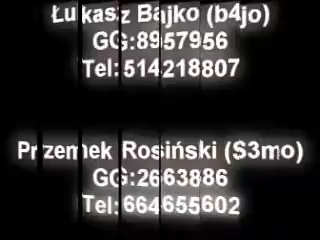 Łukasz Bajko (b4jo)
GG:8957956
Tel:514218807
Przemek Rosiński ($3mo)
GG:2663886
Tel:664655602